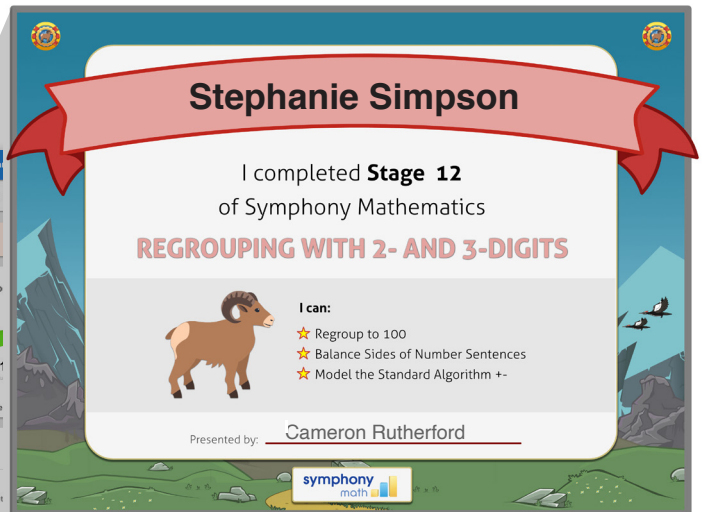 Stephanie Simpson
I completed Stage 12
of Symphony Mathematics
REGROUPING WITH 2- AND 3-DIGITS
I can:
Regroup to 100
Balance Sides of Number Sentences
Model the Standard Algorithm +-
Presented by: Cameron Rutherford
symphony
math